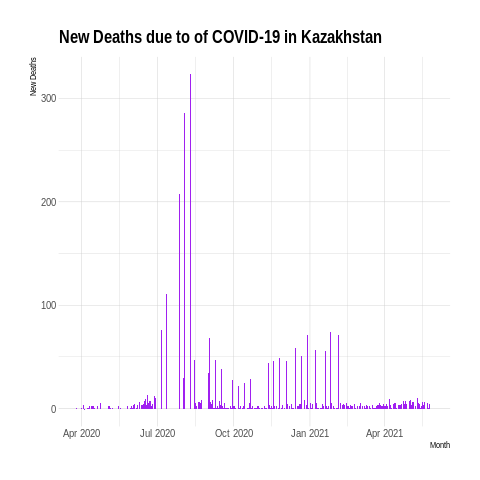 New Deaths due to of COVID-19 in Kazakhstan
New Deaths
300
200
100
0
Apr 2020 Jul 2020 Oct 2020 Jan 2021 Apr 2021
Month